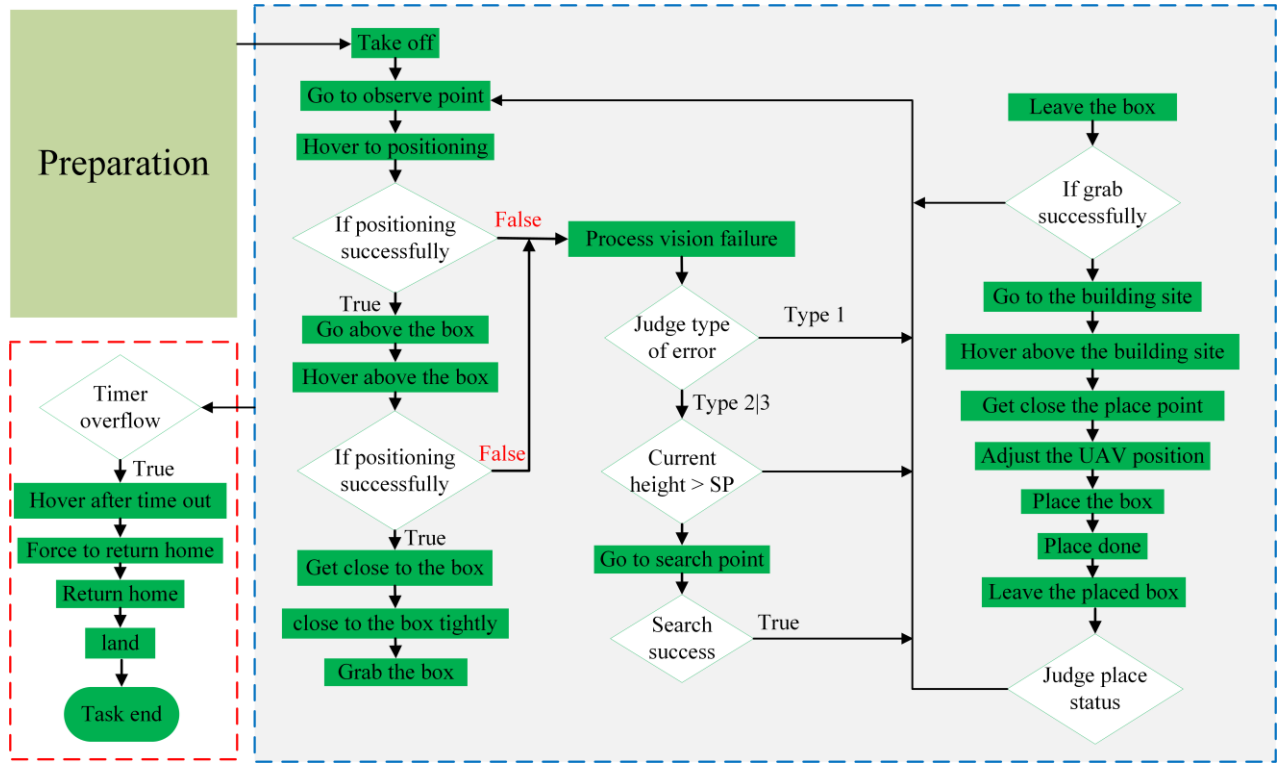 Preparation
Take off
Go to observe point
Hover to positioning
If positioning
successfully
False
True
Go above the box
Hover above the box
If positioning
successfully
False
True
Get close to the box
close to the box tightly
Grab the box
Process vision failure
Judge type
of error
Type 1
Type 2|3
Current
height > SP
Go to search point
Search
success
True
Leave the box
If grab
successfully
Go to the building site
Hover above the building site
Get close the place point
Adjust the UAV position
Place the box
Place done
Leave the placed box
Judge place
status
Timer
overflow
True
Hover after time out
Force to return home
Return home
land
Task end